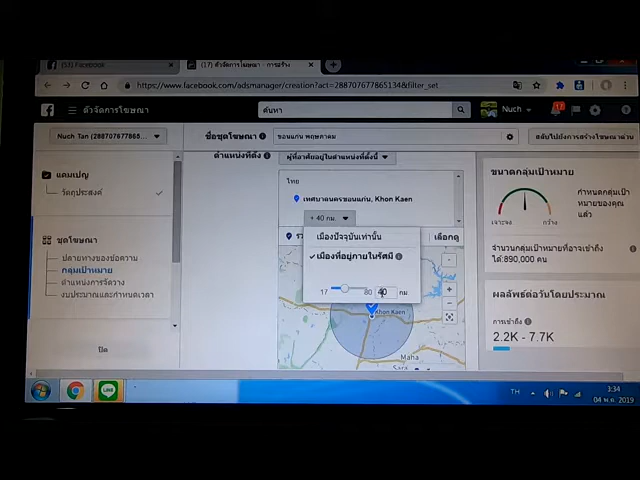 (53) Facebook
(17) ตัวจัดการโฆษณา - การสร้าง
https://www.facebook.com/adsmanager/creation?act=288707677865134&filter_set
ตัวจัดการโฆษณา
ค้นหา
Nuch
17
Nuch Tan (288707677865...
ชื่อชุดโฆษณา
ขอนแก่น พฤษภาคม
สลับไปยังการสร้างโฆษณาด่วน
ตำแหน่งที่ตั้ง
ผู้ที่อาศัยอยู่ในตำแหน่งที่ตั้งนี้
แคมเปญ
วัตถุประสงค์
ชุดโฆษณา
ปลายทางของข้อความ
กลุ่มเป้าหมาย
ตำแหน่งการจัดวาง
งบประมาณและกำหนดเวลา
ปิด
ไทย
เทศบาลนครขอนแก่น, Khon Kaen
+ 40 กม.
เลือกดู
เมืองปัจจุบันเท่านั้น
เมืองที่อยู่ภายในรัศมี
17
80
40
กม
Khon Kaen
Maha
ขนาดกลุ่มเป้าหมาย
เจาะจง
กว้าง
กำหนดกลุ่มเป้าหมายของคุณแล้ว
จำนวนกลุ่มเป้าหมายที่อาจเข้าถึงได้:890,000 คน
ผลลัพธ์ต่อวันโดยประมาณ
การเข้าถึง
2.2K - 7.7K
TH
3:34
04 พ.ค. 2019